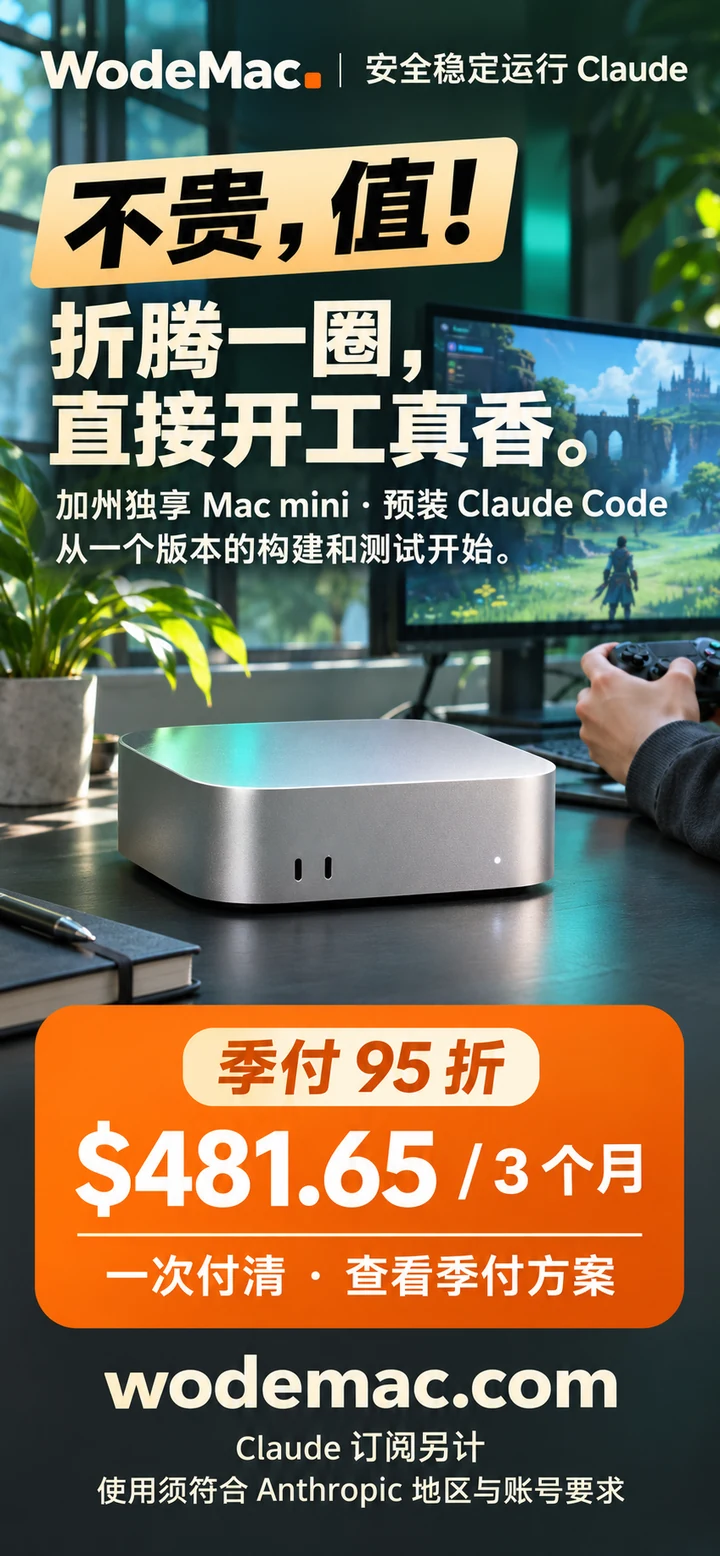 WodeMac. | 安全稳定运行 Claude
不贵，值！
折腾一圈，
直接开工真香。
加州独享 Mac mini · 预装 Claude Code
从一个版本的构建和测试开始。
季付 95 折
$481.65 / 3 个月
一次付清 · 查看季付方案
wodemac.com
Claude 订阅另计
使用须符合 Anthropic 地区与账号要求